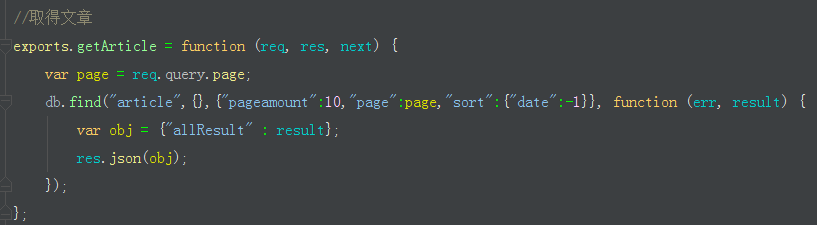 //取得文章
exports.getArticle = function (req, res, next) {
    var page = req.query.page;
    db.find("article",{},{"pageamount":10,"page":page,"sort":{"date":-1}}, function (err, result) {
        var obj = {"allResult" : result};
        res.json(obj);
    });
};